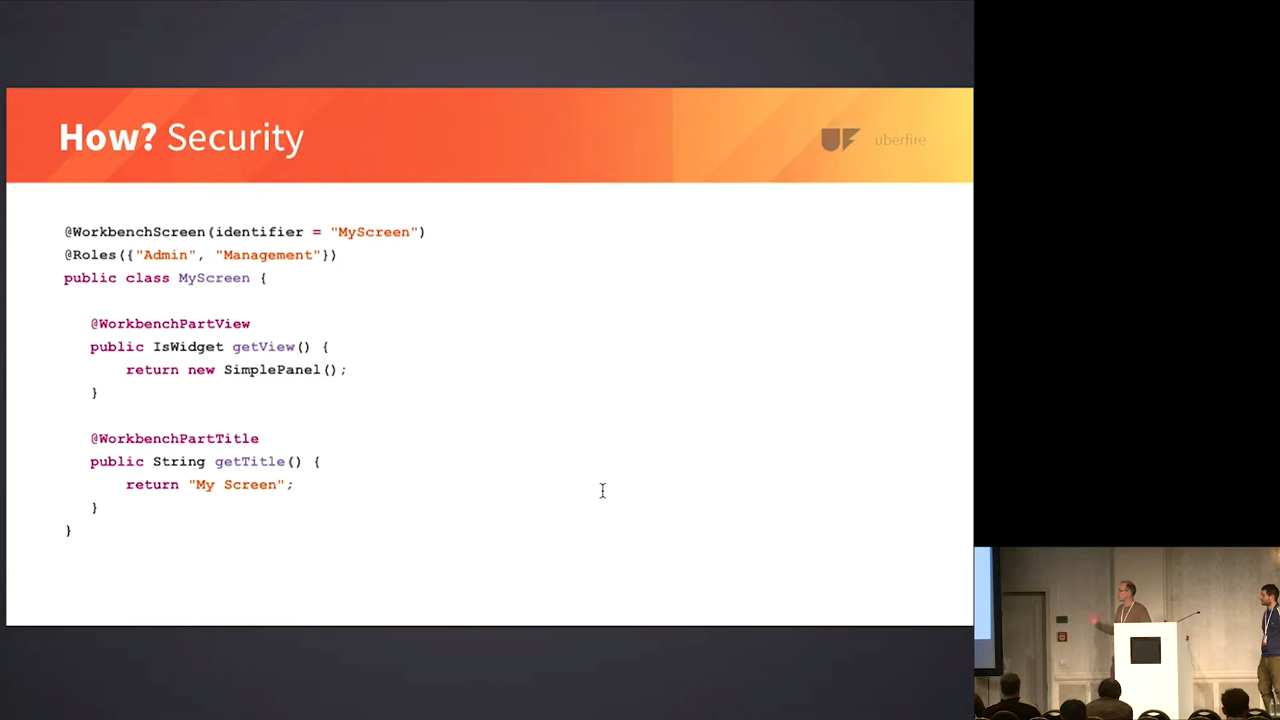 How? Security
uberfire
@WorkbenchScreen(identifier = "MyScreen")
@Roles({"Admin", "Management"})
public class MyScreen {
@WorkbenchPartView
public IsWidget getView() {
return new SimplePanel();
}
@WorkbenchPartTitle
public String getTitle() {
return "My Screen";
}
}